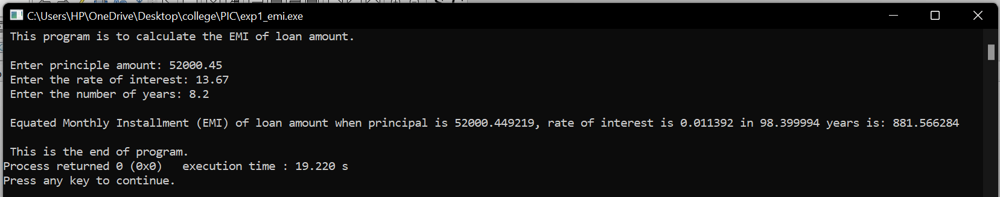 C:\Users\HP\OneDrive\Desktop\college\PIC\exp1_emi.exe
This program is to calculate the EMI of loan amount.
Enter principle amount: 52000.45
Enter the rate of interest: 13.67
Enter the number of years: 8.2
Equated Monthly Installment (EMI) of loan amount when principal is 52000.449219, rate of interest is 0.011392 in 98.399994 years is: 881.566284
This is the end of program.
Process returned 0 (0x0)   execution time : 19.220 s
Press any key to continue.